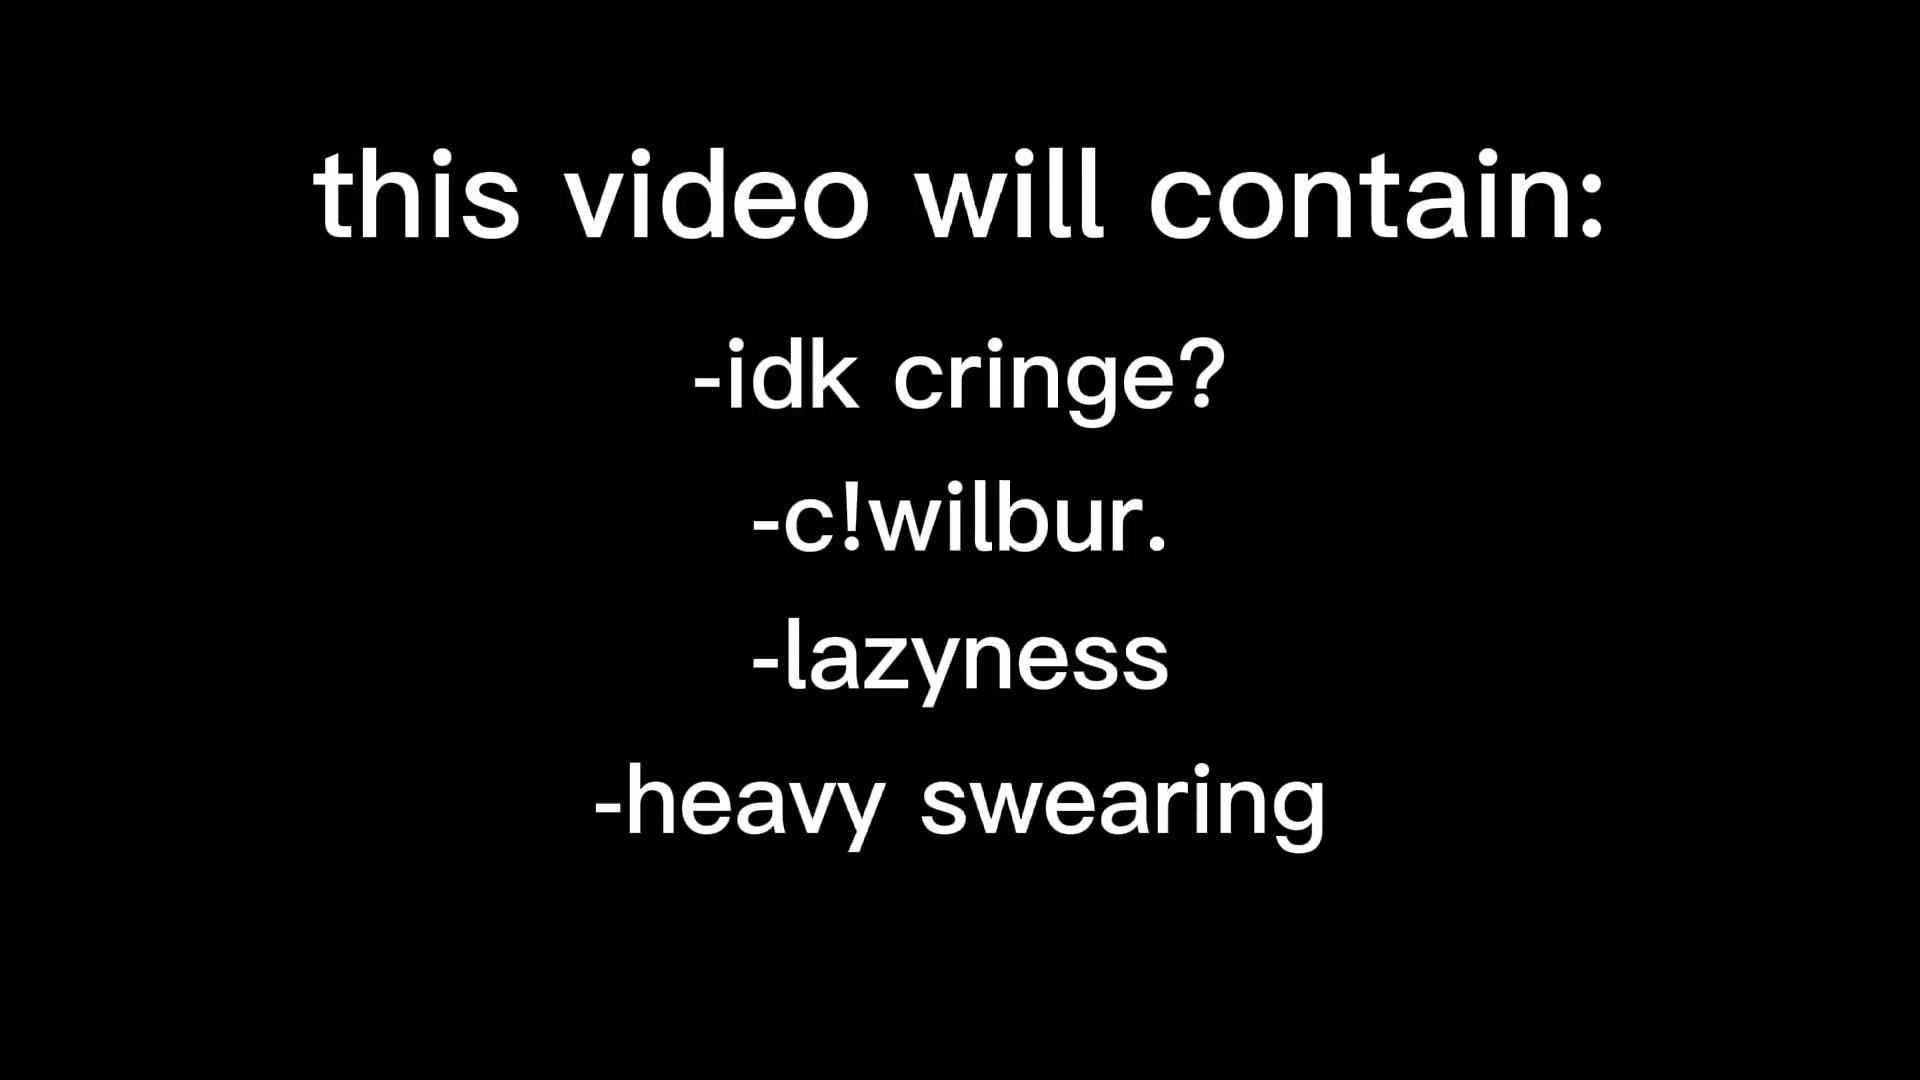 this video will contain:
-idk cringe?
-c!wilbur.
-lazyness
-heavy swearing